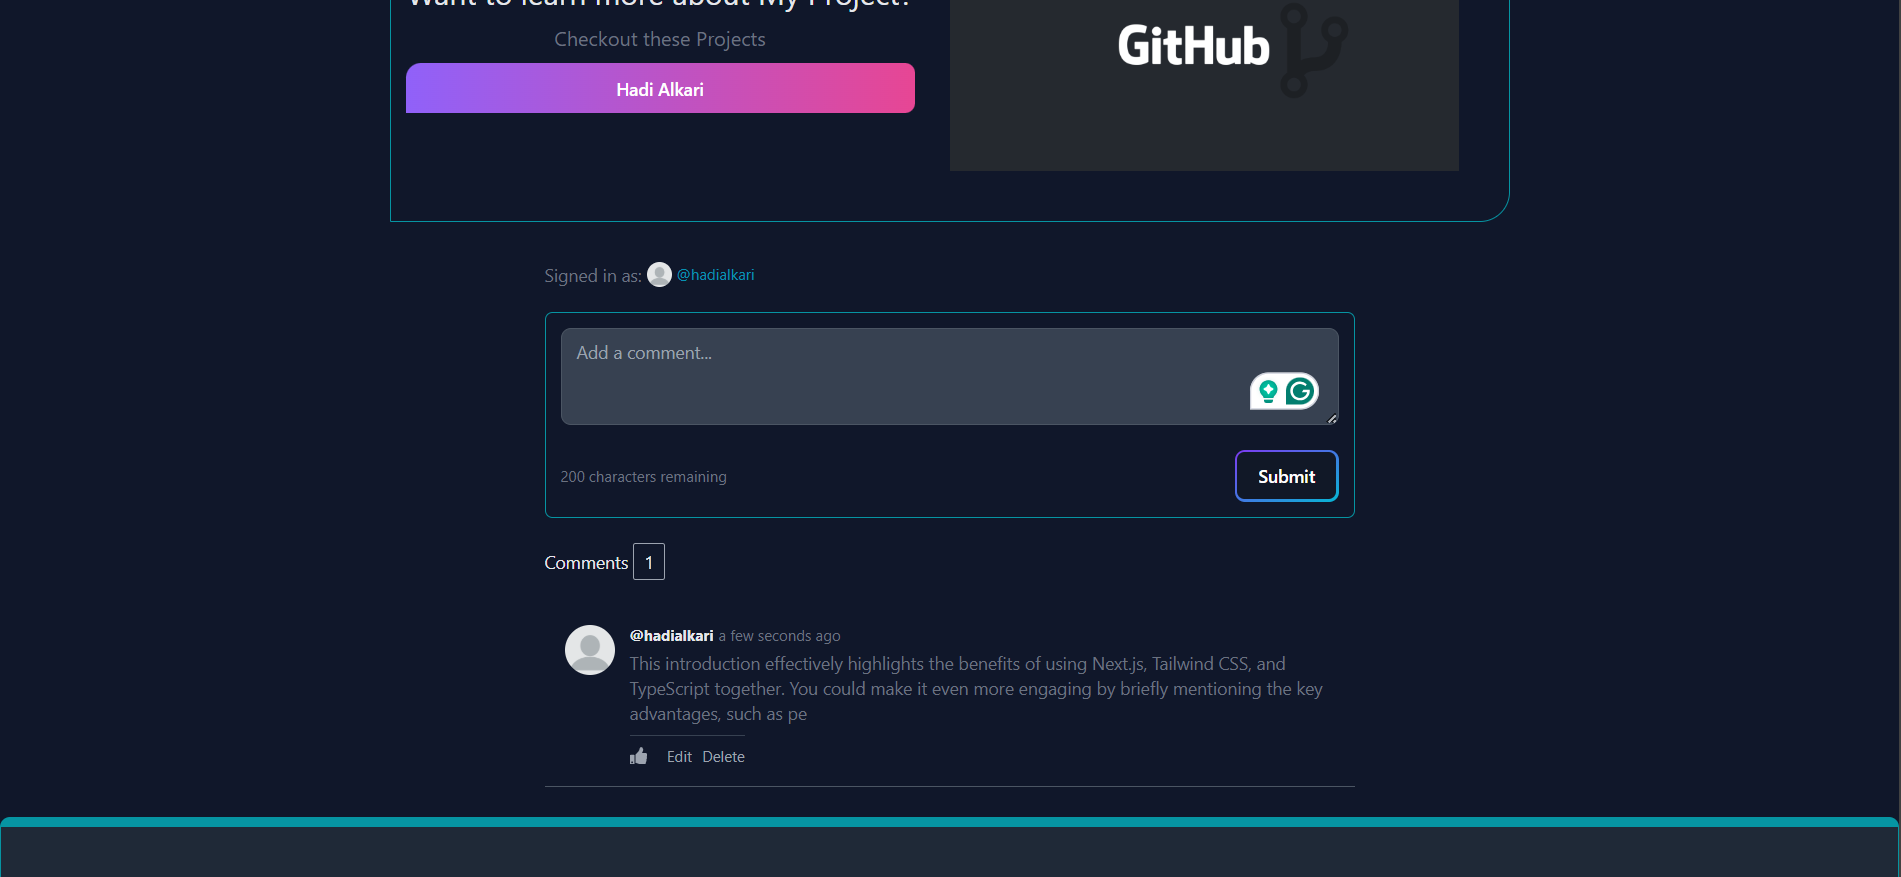 Want to learn more about My Project?
Checkout these Projects
Hadi Alkari
GitHub
Signed in as: @hadialkari
Add a comment...
200 characters remaining
Submit
Comments 1
@hadialkari a few seconds ago
This introduction effectively highlights the benefits of using Next.js, Tailwind CSS, and
TypeScript together. You could make it even more engaging by briefly mentioning the key
advantages, such as pe
Edit Delete